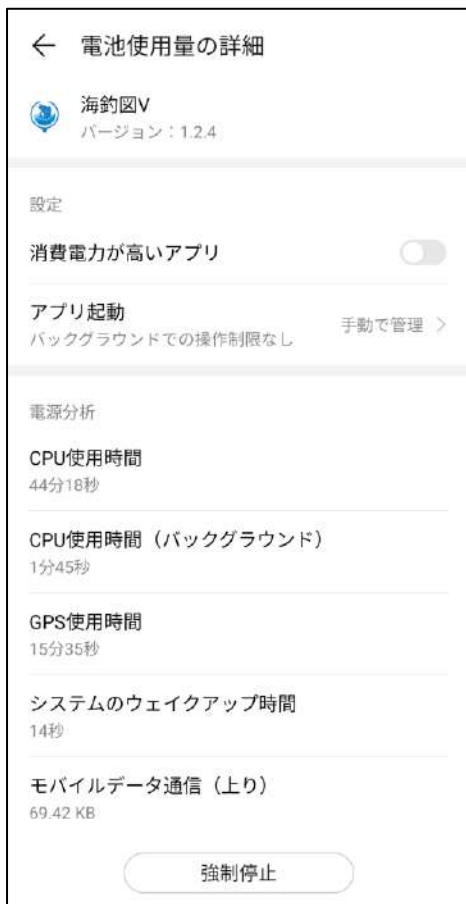 電池使用量の詳細
海釣図V
バージョン：1.2.4
設定
消費電力が高いアプリ
アプリ起動
バックグラウンドでの操作制限なし
手動で管理
電源分析
CPU使用時間
44分18秒
CPU使用時間（バックグラウンド）
1分45秒
GPS使用時間
15分35秒
システムのウェイクアップ時間
14秒
モバイルデータ通信（上り）
69.42 KB
強制停止